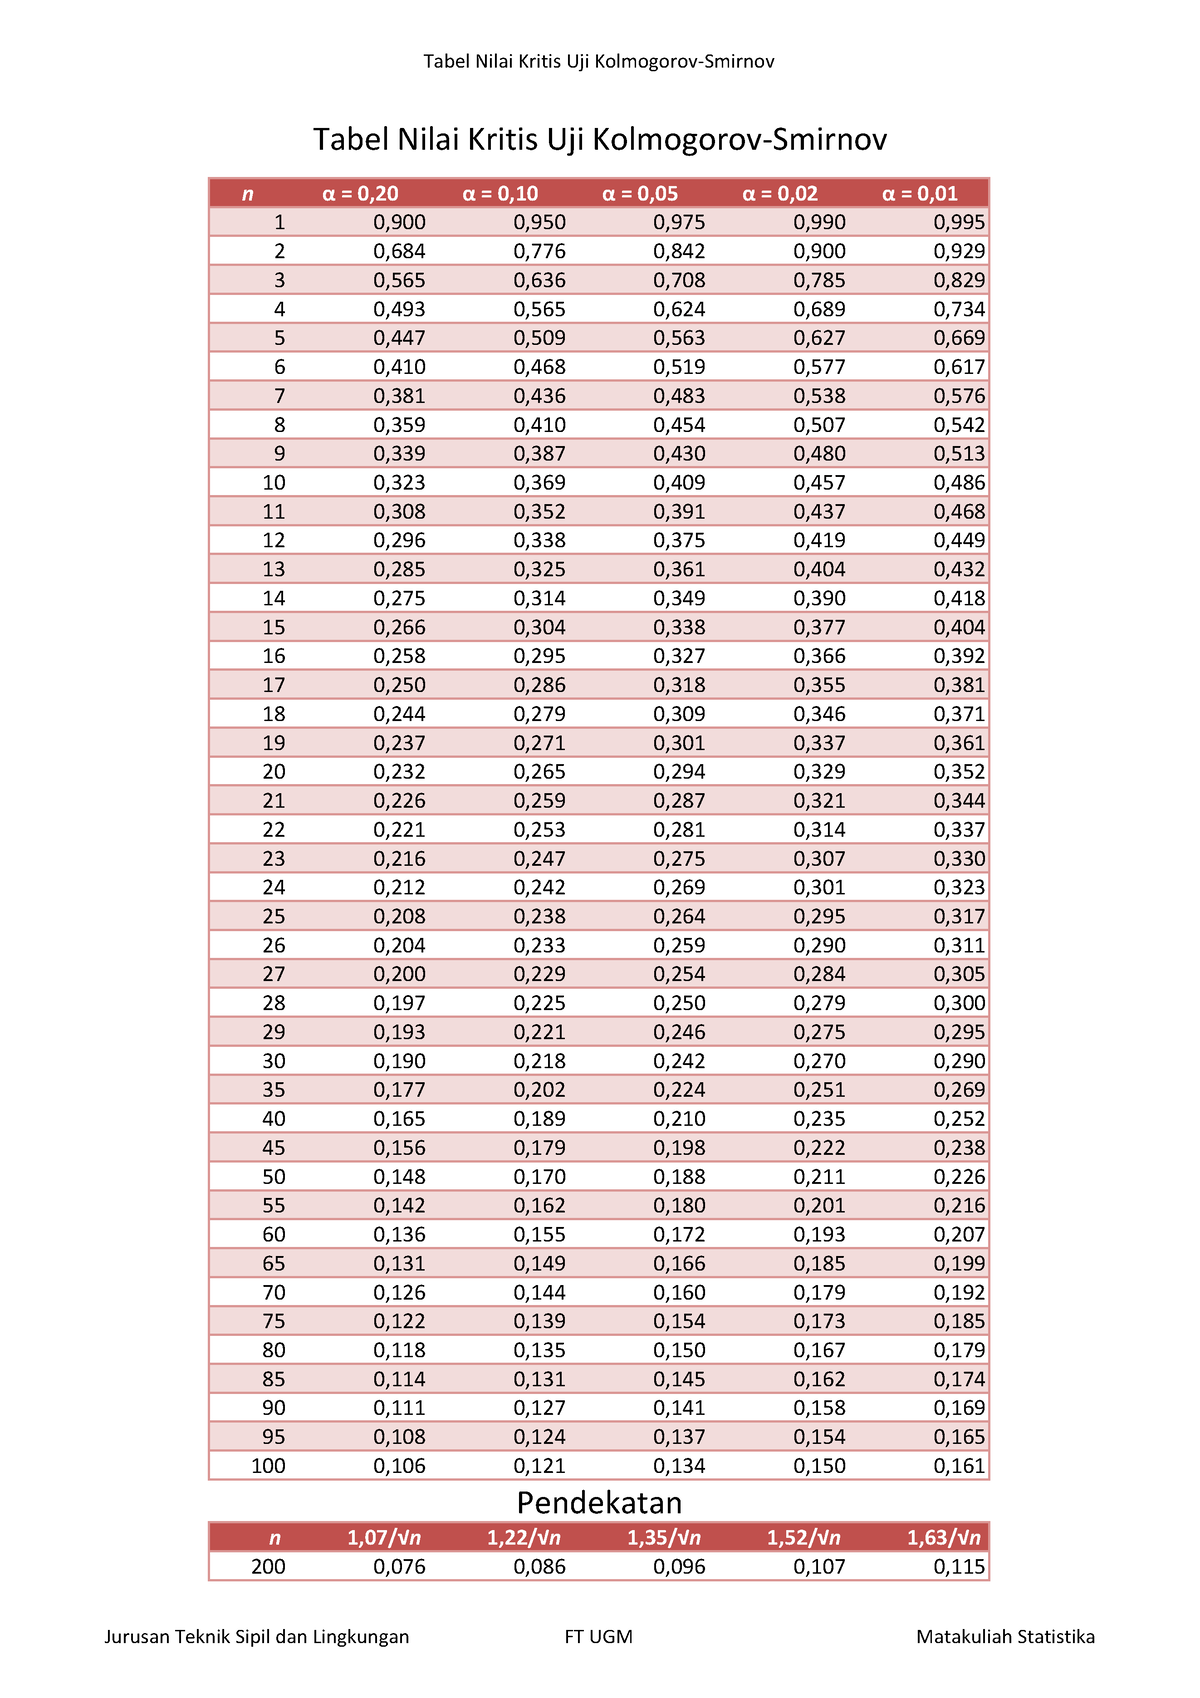 Tabel Nilai Kritis Uji Kolmogorov-Smirnov
Tabel Nilai Kritis Uji Kolmogorov-Smirnov
n α = 0,20 α = 0,10 α = 0,05 α = 0,02 α = 0,01
1 0,900 0,950 0,975 0,990 0,995
2 0,684 0,776 0,842 0,900 0,929
3 0,565 0,636 0,708 0,785 0,829
4 0,493 0,565 0,624 0,689 0,734
5 0,447 0,509 0,563 0,627 0,669
6 0,410 0,468 0,519 0,577 0,617
7 0,381 0,436 0,483 0,538 0,576
8 0,359 0,410 0,454 0,507 0,542
9 0,339 0,387 0,430 0,480 0,513
10 0,323 0,369 0,409 0,457 0,486
11 0,308 0,352 0,391 0,437 0,468
12 0,296 0,338 0,375 0,419 0,449
13 0,285 0,325 0,361 0,404 0,432
14 0,275 0,314 0,349 0,390 0,418
15 0,266 0,304 0,338 0,377 0,404
16 0,258 0,295 0,327 0,366 0,392
17 0,250 0,286 0,318 0,355 0,381
18 0,244 0,279 0,309 0,346 0,371
19 0,237 0,271 0,301 0,337 0,361
20 0,232 0,265 0,294 0,329 0,352
21 0,226 0,259 0,287 0,321 0,344
22 0,221 0,253 0,281 0,314 0,337
23 0,216 0,247 0,275 0,307 0,330
24 0,212 0,242 0,269 0,301 0,323
25 0,208 0,238 0,264 0,295 0,317
26 0,204 0,233 0,259 0,290 0,311
27 0,200 0,229 0,254 0,284 0,305
28 0,197 0,225 0,250 0,279 0,300
29 0,193 0,221 0,246 0,275 0,295
30 0,190 0,218 0,242 0,270 0,290
35 0,177 0,202 0,224 0,251 0,269
40 0,165 0,189 0,210 0,235 0,252
45 0,156 0,179 0,198 0,222 0,238
50 0,148 0,170 0,188 0,211 0,226
55 0,142 0,162 0,180 0,201 0,216
60 0,136 0,155 0,172 0,193 0,207
65 0,131 0,149 0,166 0,185 0,199
70 0,126 0,144 0,160 0,179 0,192
75 0,122 0,139 0,154 0,173 0,185
80 0,118 0,135 0,150 0,167 0,179
85 0,114 0,131 0,145 0,162 0,174
90 0,111 0,127 0,141 0,158 0,169
95 0,108 0,124 0,137 0,154 0,165
100 0,106 0,121 0,134 0,150 0,161
Pendekatan
n 1,07/√n 1,22/√n 1,35/√n 1,52/√n 1,63/√n
200 0,076 0,086 0,096 0,107 0,115
Jurusan Teknik Sipil dan Lingkungan FT UGM Matakuliah Statistika